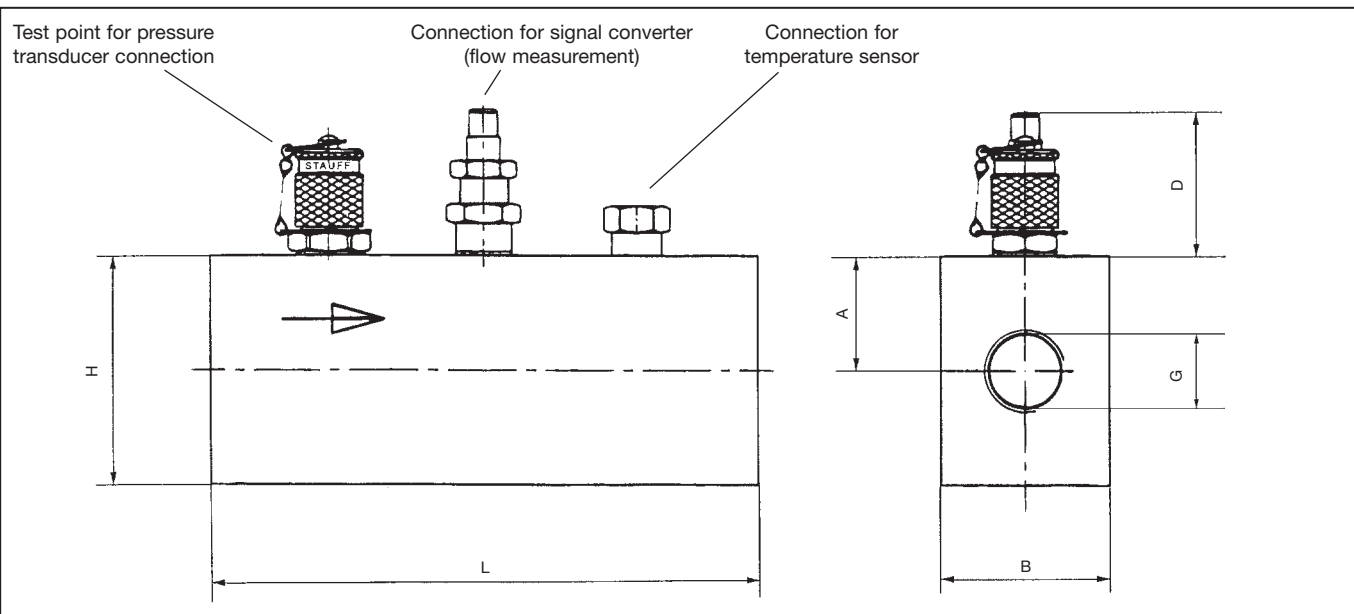 Test point for pressure
transducer connection
Connection for signal converter
(flow measurement)
Connection for
temperature sensor
STAUFF
D
A
H
G
L
B